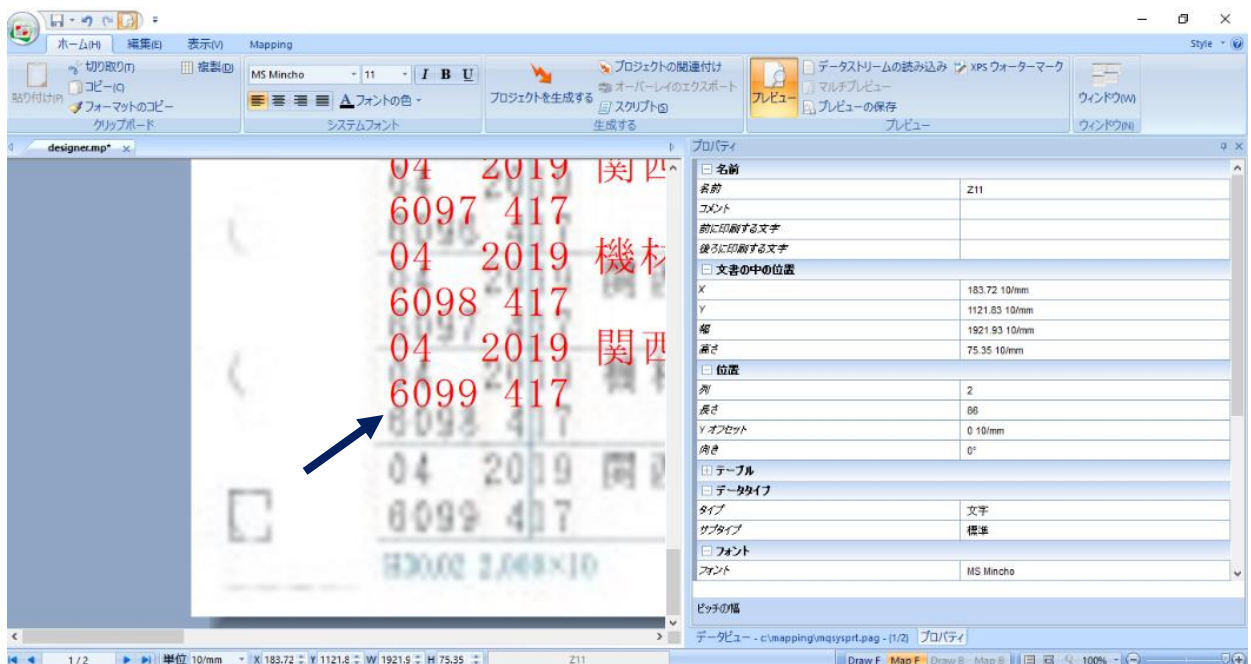 ホーム(H) 編集(E) 表示(V) Mapping Style
切り取り(T) 複製(D)
コピー(C)
貼り付け(P) フォーマットのコピー
クリップボード
MS Mincho 11 I B U
A フォントの色
システムフォント
プロジェクトを生成する
プロジェクトの関連付け
オーバーレイのエクスポート
スクリプト(S)
生成する
プレビュー
データストリームの読み込み XPS ウォーターマーク
マルチプレビュー
プレビューの保存
プレビュー
ウィンドウ(W)
ウィンドウ(N)
designer.mp*
04 2019 関西
6097 417
04 2019 機材
6098 417
04 2019 関西
6099 417
6098 417
04 2019 関西
6099 417
H30.02 2,000×10
プロパティ
名前
名前 Z11
コメント
前に印刷する文字
後ろに印刷する文字
文書の中の位置
X 183.72 10/mm
Y 1121.83 10/mm
幅 1921.93 10/mm
高さ 75.35 10/mm
位置
列 2
長さ 86
Y オフセット 0 10/mm
向き 0°
テーブル
データタイプ
タイプ 文字
サブタイプ 標準
フォント
フォント MS Mincho
ピッチの幅
データビュー - c:\mapping\mqsysprt.pag - (1/2) プロパティ
1/2 単位 10/mm X 183.72 Y 1121.8 W 1921.9 H 75.35 Z11 Draw F Map F Draw B Map B 100%